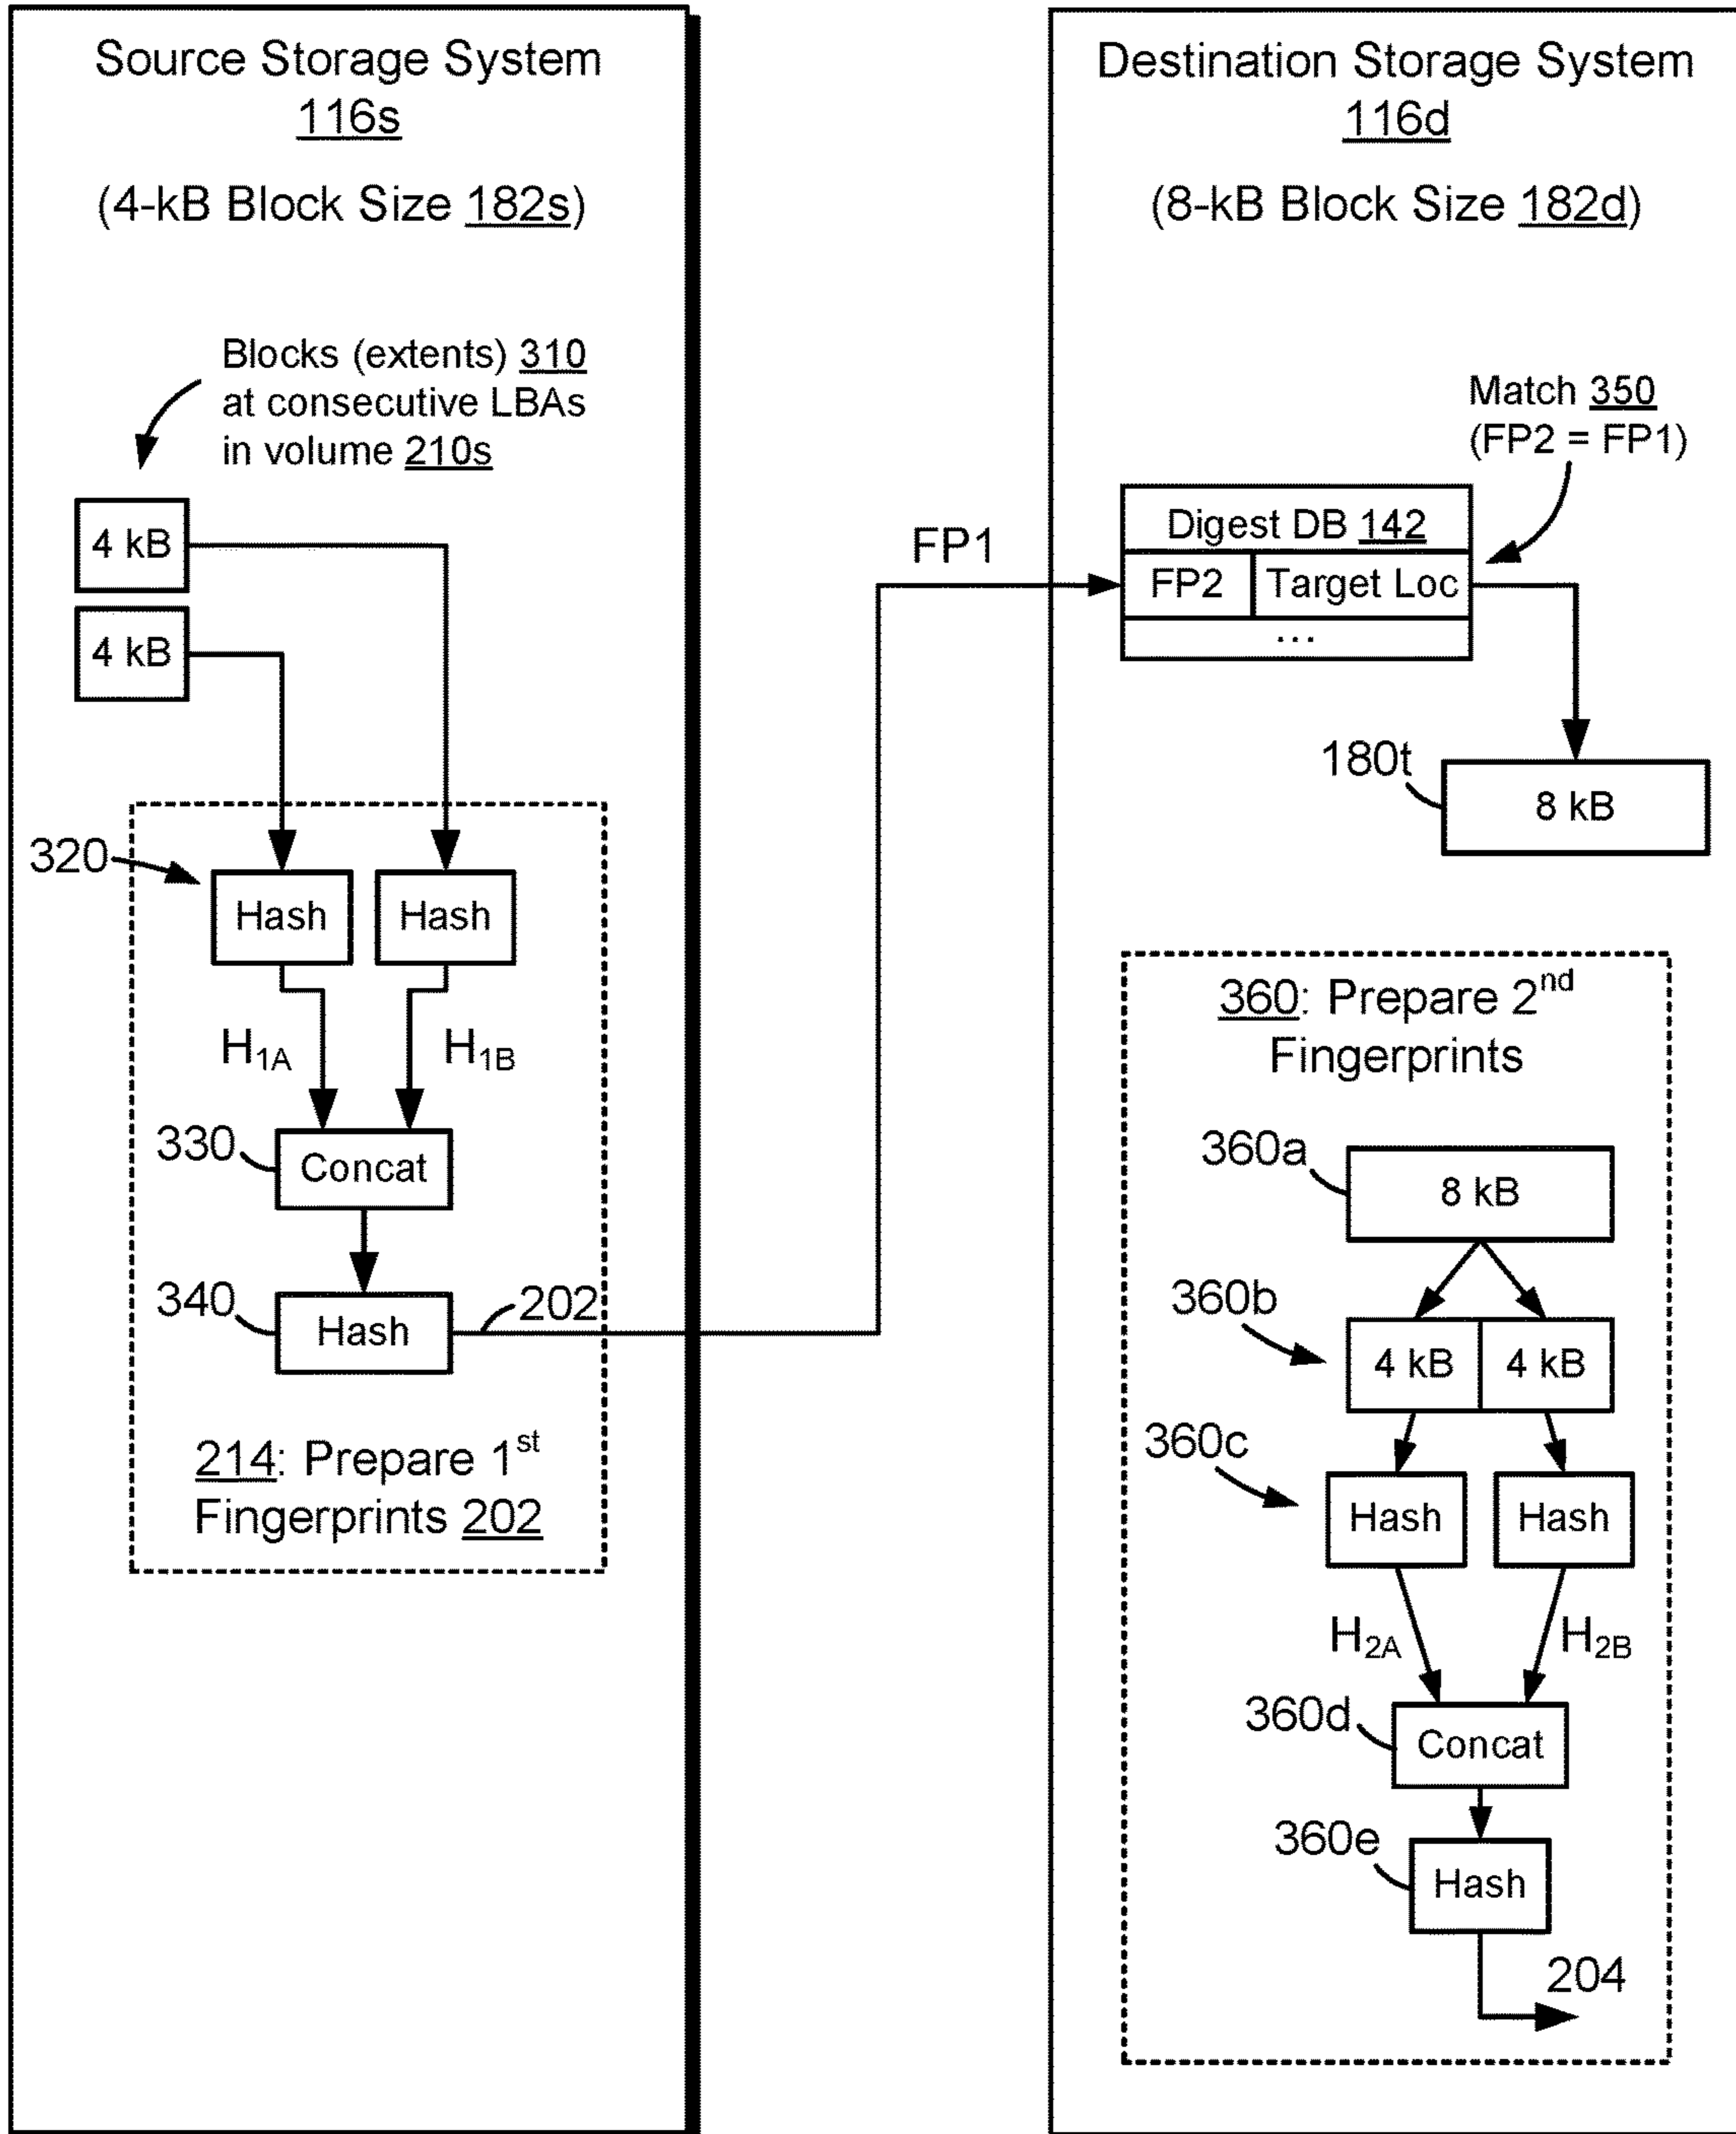 Source Storage System
116s
(4-kB Block Size 182s)
Blocks (extents) 310
at consecutive LBAs
in volume 210s
4 kB
4 kB
320
Hash
Hash
H1A
H1B
330
Concat
340
Hash
202
214: Prepare 1st
Fingerprints 202
FP1
Destination Storage System
116d
(8-kB Block Size 182d)
Match 350
(FP2 = FP1)
Digest DB 142
FP2
Target Loc
...
180t
8 kB
360: Prepare 2nd
Fingerprints
360a
8 kB
360b
4 kB
4 kB
360c
Hash
Hash
H2A
H2B
360d
Concat
360e
Hash
204